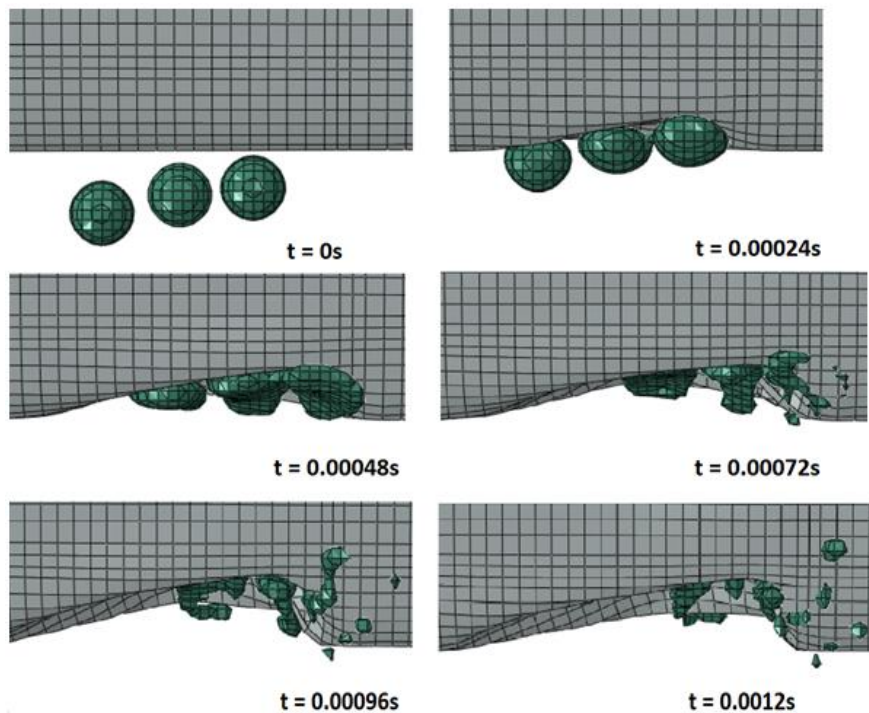 t = 0s
t = 0.00024s
t = 0.00048s
t = 0.00072s
t = 0.00096s
t = 0.0012s